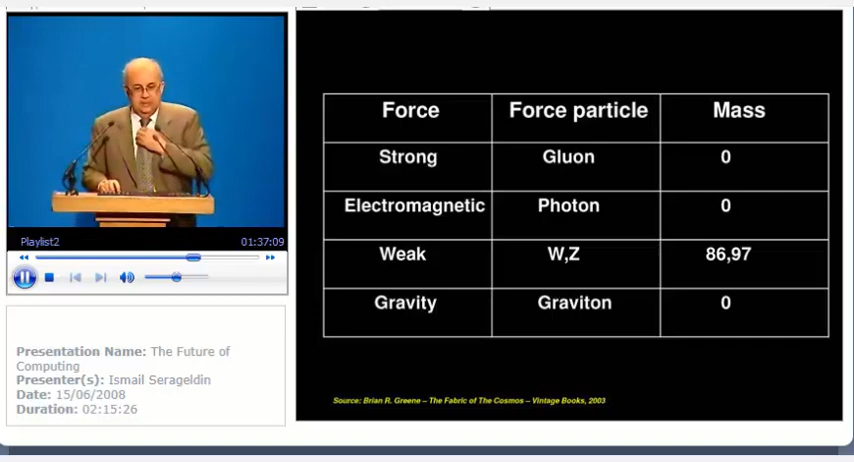 Playlist2 01:37:09
Presentation Name: The Future of
Computing
Presenter(s): Ismail Serageldin
Date: 15/06/2008
Duration: 02:15:26
Force Force particle Mass
Strong Gluon 0
Electromagnetic Photon 0
Weak W,Z 86,97
Gravity Graviton 0
Source: Brian R. Greene – The Fabric of The Cosmos – Vintage Books, 2003